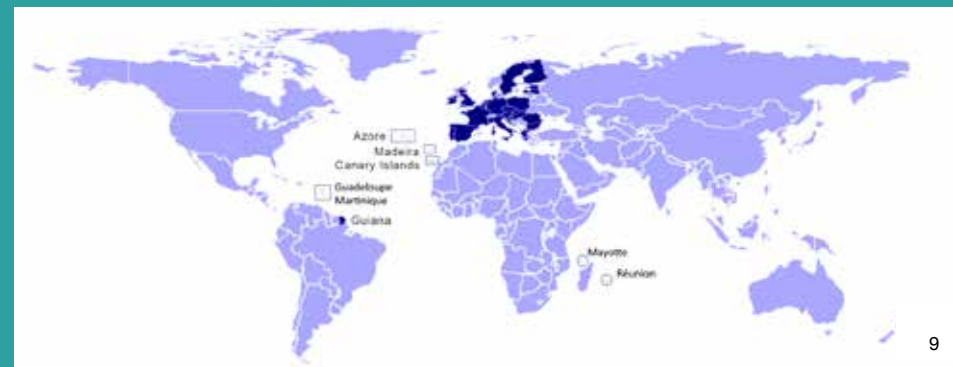 Azore
Madeira
Canary Islands
Guadeloupe
Martinique
Guiana
Mayotte
Réunion
9